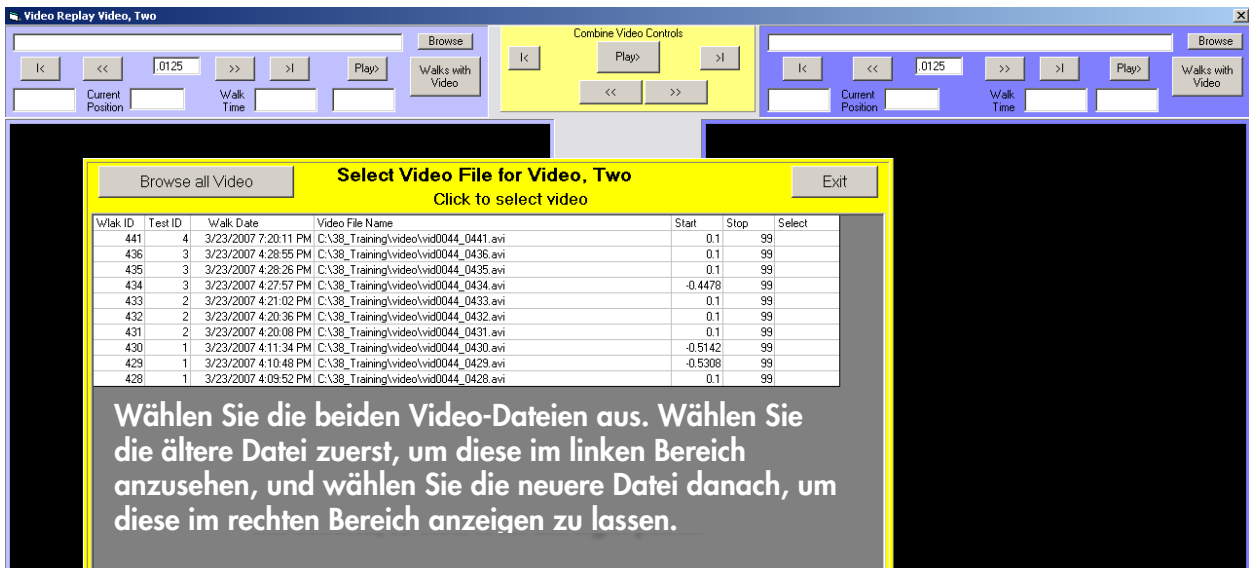 Video Replay Video, Two
Browse Combine Video Controls Browse
|< << .0125 >> >| Play> Walks with Video |< Play> >| |< << .0125 >> >| Play> Walks with Video
Current Position Walk Time << >> Current Position Walk Time
Browse all Video Select Video File for Video, Two Exit
Click to select video
Wlak ID Test ID Walk Date Video File Name Start Stop Select
441 4 3/23/2007 7:20:11 PM C:\38_Training\video\vid0044_0441.avi 0.1 99
436 3 3/23/2007 4:28:55 PM C:\38_Training\video\vid0044_0436.avi 0.1 99
435 3 3/23/2007 4:28:26 PM C:\38_Training\video\vid0044_0435.avi 0.1 99
434 3 3/23/2007 4:27:57 PM C:\38_Training\video\vid0044_0434.avi -0.4478 99
433 2 3/23/2007 4:21:02 PM C:\38_Training\video\vid0044_0433.avi 0.1 99
432 2 3/23/2007 4:20:36 PM C:\38_Training\video\vid0044_0432.avi 0.1 99
431 2 3/23/2007 4:20:08 PM C:\38_Training\video\vid0044_0431.avi 0.1 99
430 1 3/23/2007 4:11:34 PM C:\38_Training\video\vid0044_0430.avi -0.5142 99
429 1 3/23/2007 4:10:48 PM C:\38_Training\video\vid0044_0429.avi -0.5308 99
428 1 3/23/2007 4:09:52 PM C:\38_Training\video\vid0044_0428.avi 0.1 99
Wählen Sie die beiden Video-Dateien aus. Wählen Sie
die ältere Datei zuerst, um diese im linken Bereich
anzusehen, und wählen Sie die neuere Datei danach, um
diese im rechten Bereich anzeigen zu lassen.